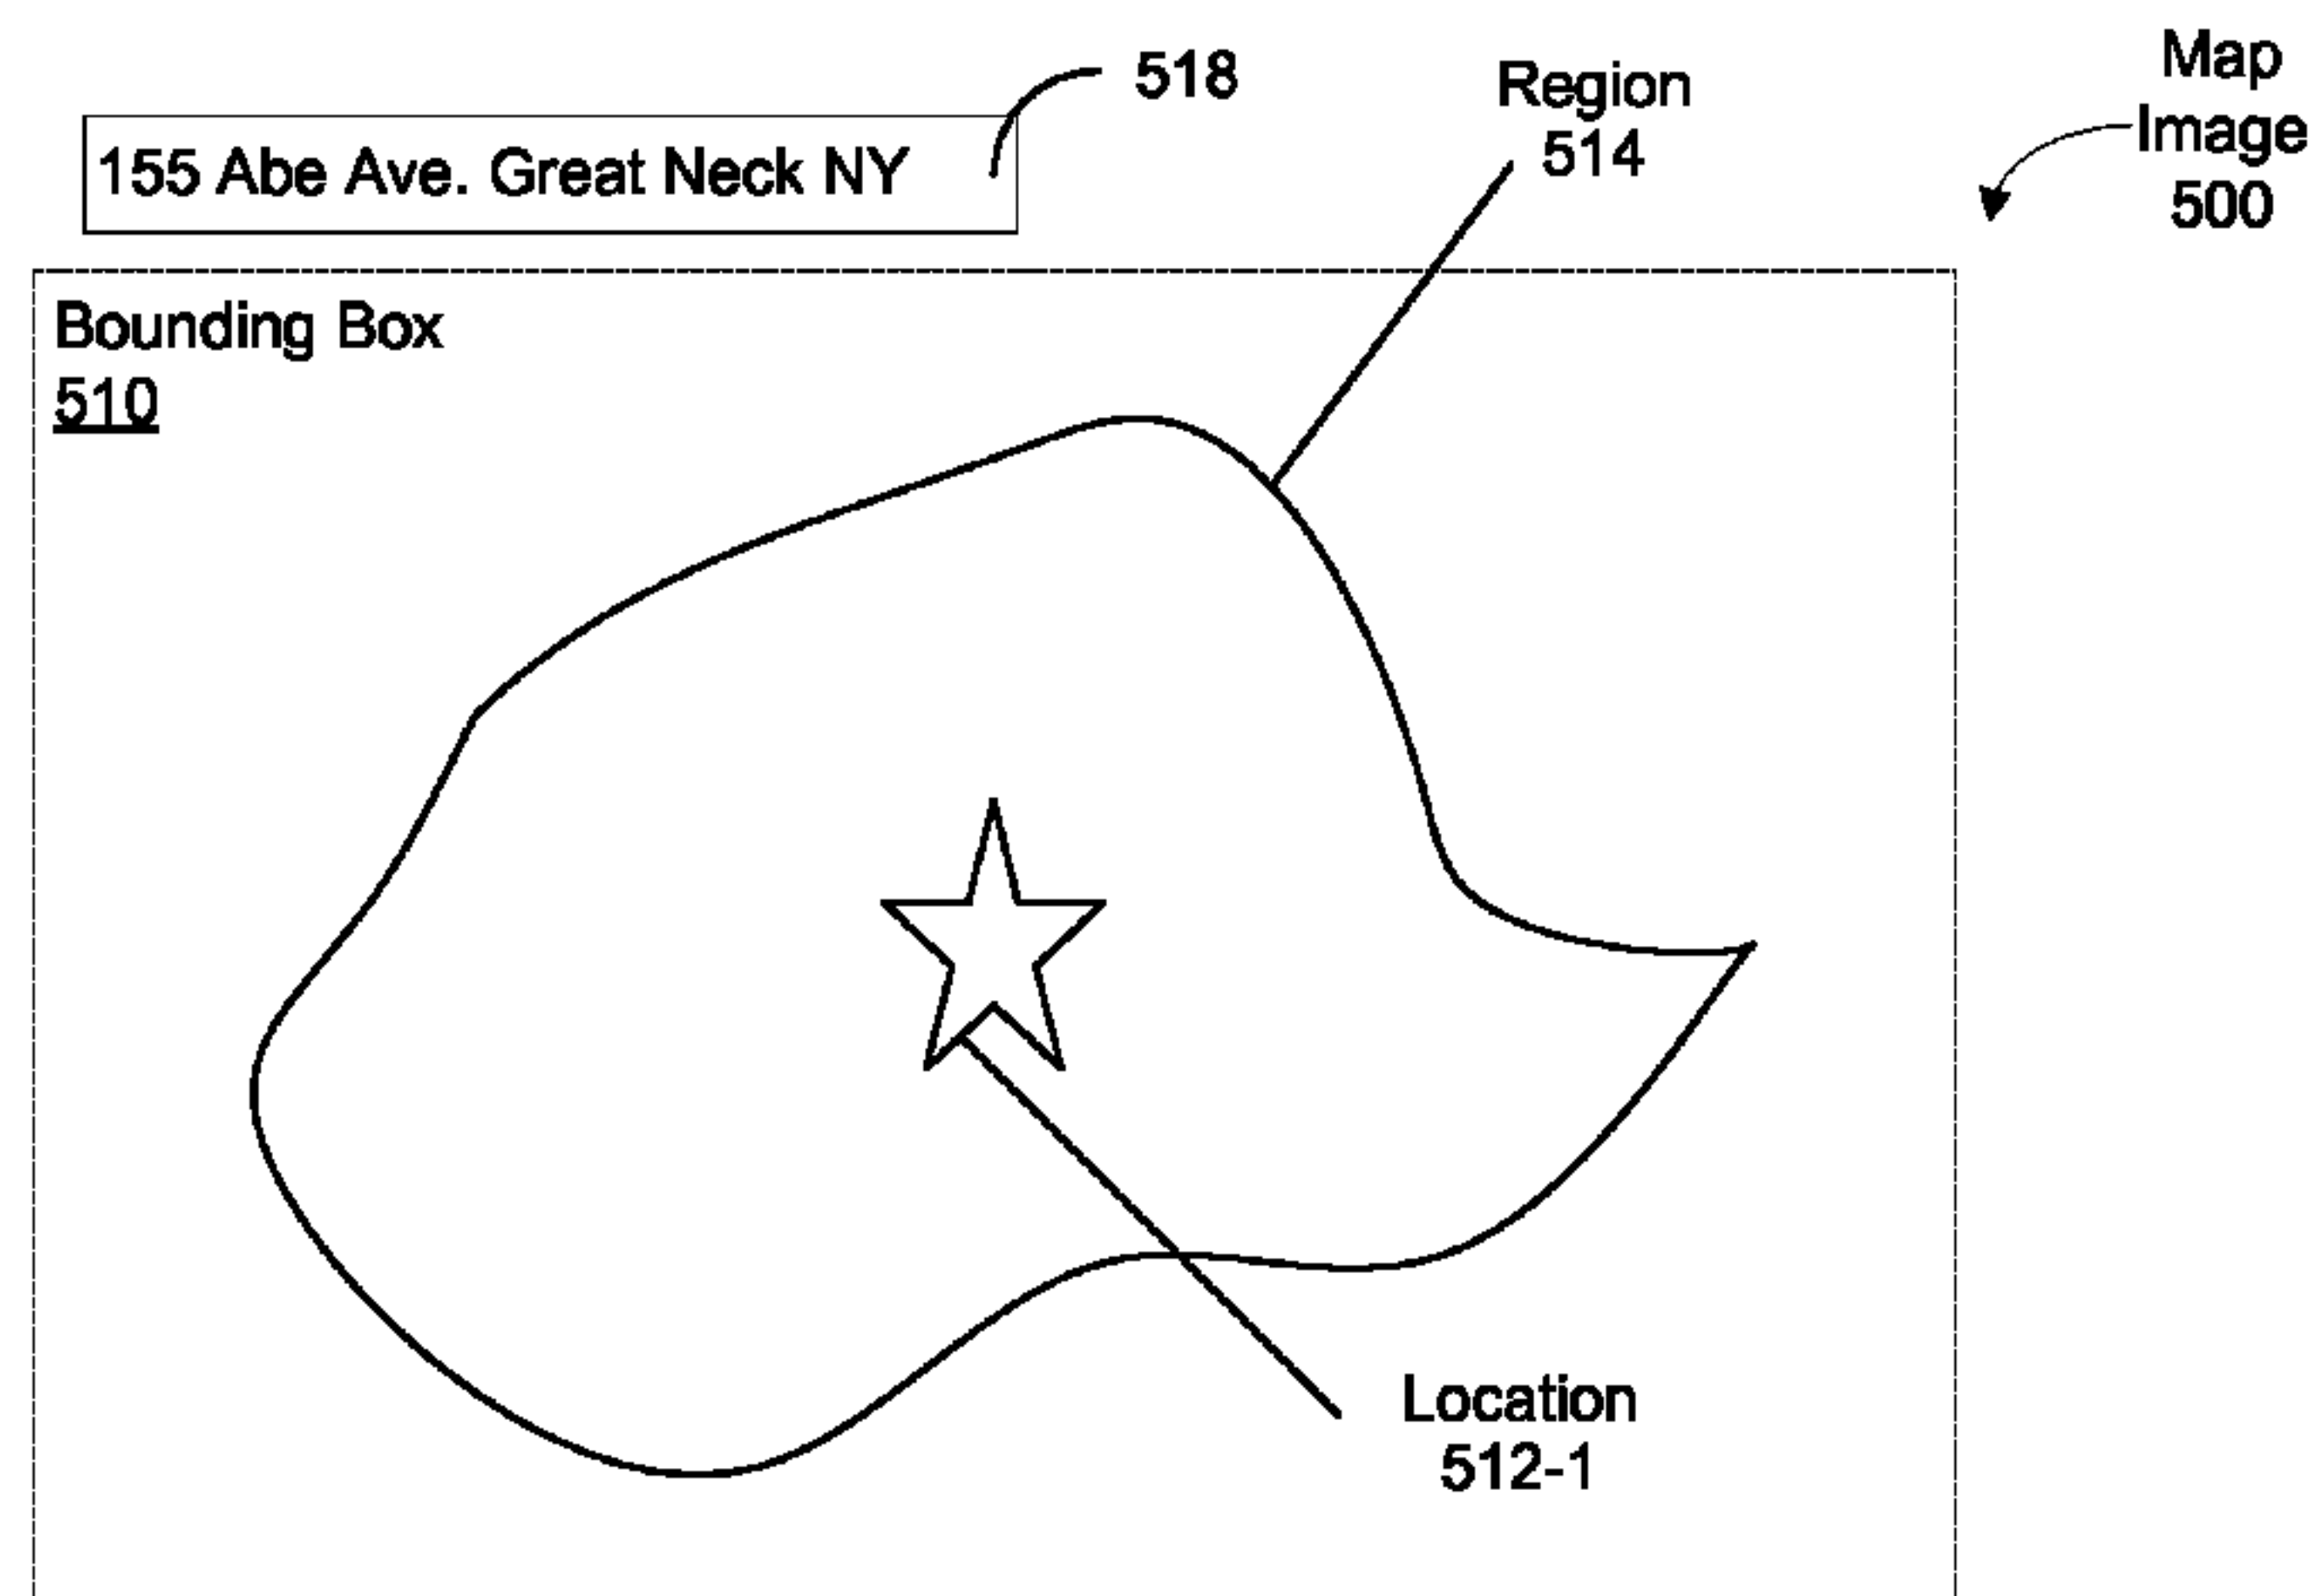 518
Region
514
Map
Image
500
155 Abe Ave. Great Neck NY
Bounding Box
510
Location
512-1